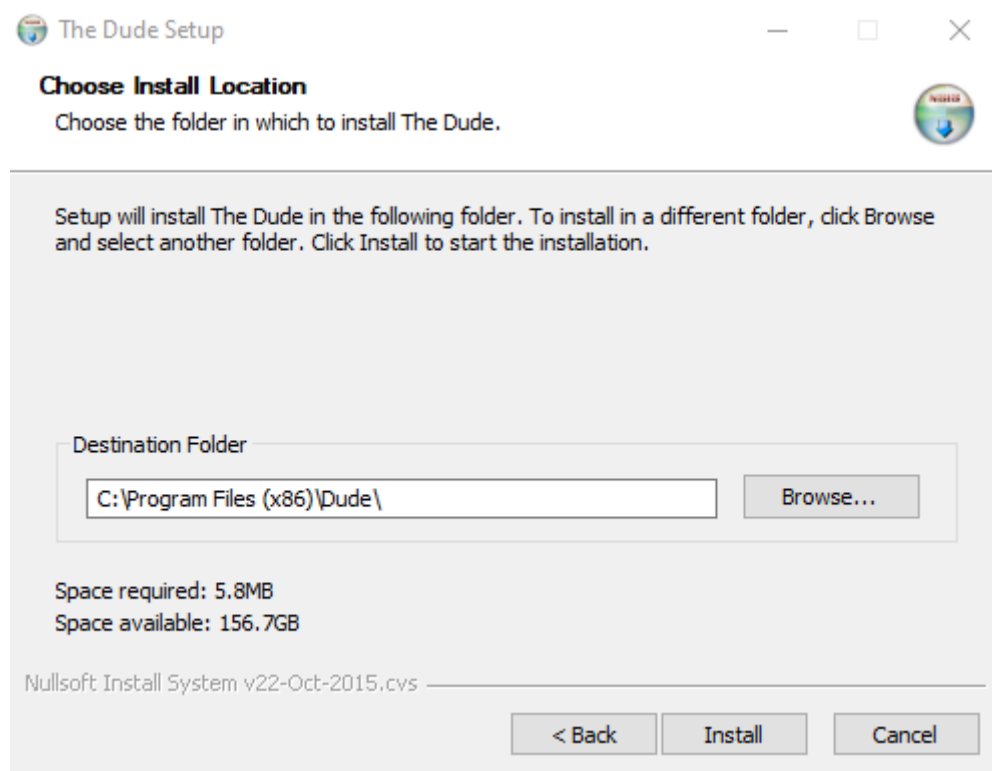 The Dude Setup
Choose Install Location
Choose the folder in which to install The Dude.
Setup will install The Dude in the following folder. To install in a different folder, click Browse
and select another folder. Click Install to start the installation.
Destination Folder
C:\Program Files (x86)\Dude\
Browse...
Space required: 5.8MB
Space available: 156.7GB
Nullsoft Install System v22-Oct-2015.cvs
< Back
Install
Cancel